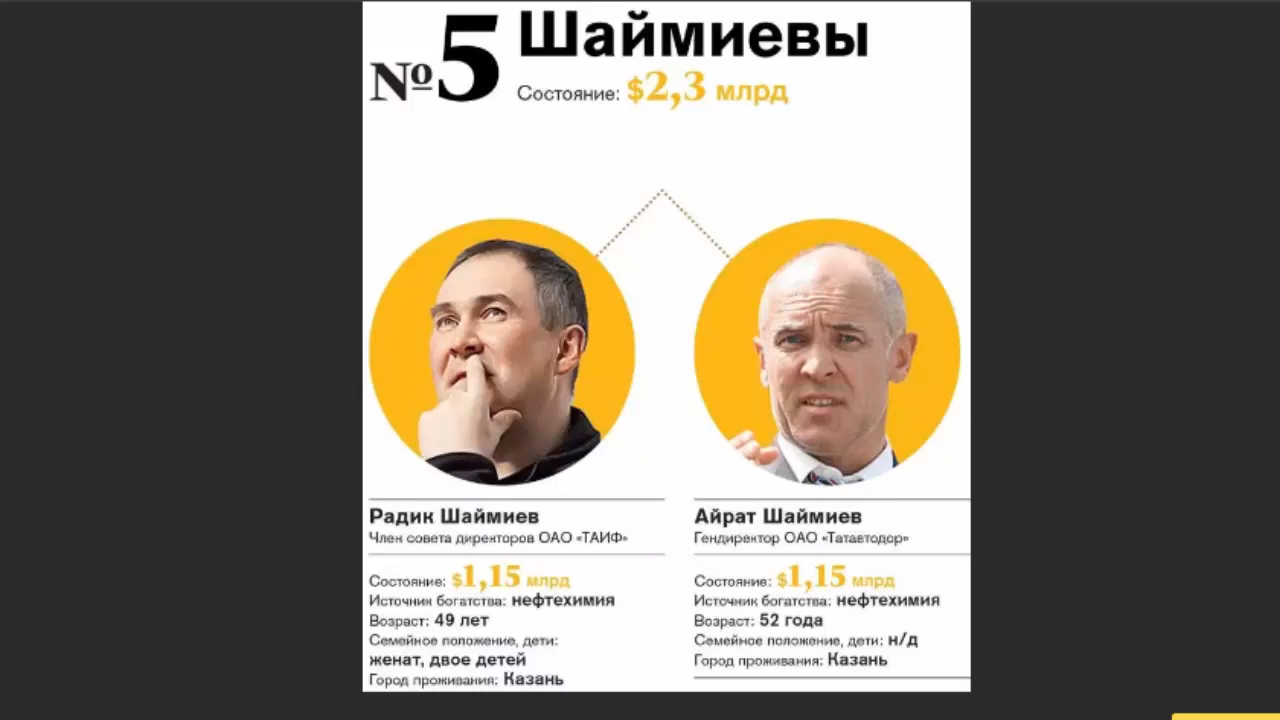 №5 Шаймиевы
Состояние: $2,3 млрд
Радик Шаймиев
Член совета директоров ОАО «ТАИФ»
Состояние: $1,15 млрд
Источник богатства: нефтехимия
Возраст: 49 лет
Семейное положение, дети:
женат, двое детей
Город проживания: Казань
Айрат Шаймиев
Гендиректор ОАО «Татавтодор»
Состояние: $1,15 млрд
Источник богатства: нефтехимия
Возраст: 52 года
Семейное положение, дети: н/д
Город проживания: Казань